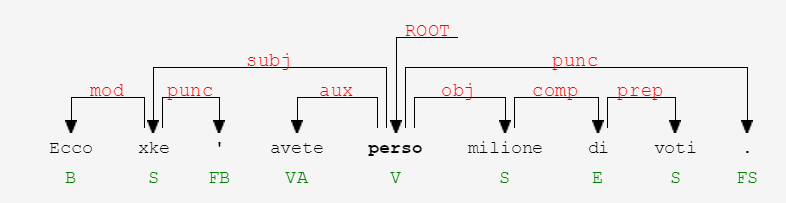 ROOT
subj punc
mod punc aux obj comp prep
Ecco xke ' avete perso milione di voti .
B S FB VA V S E S FS